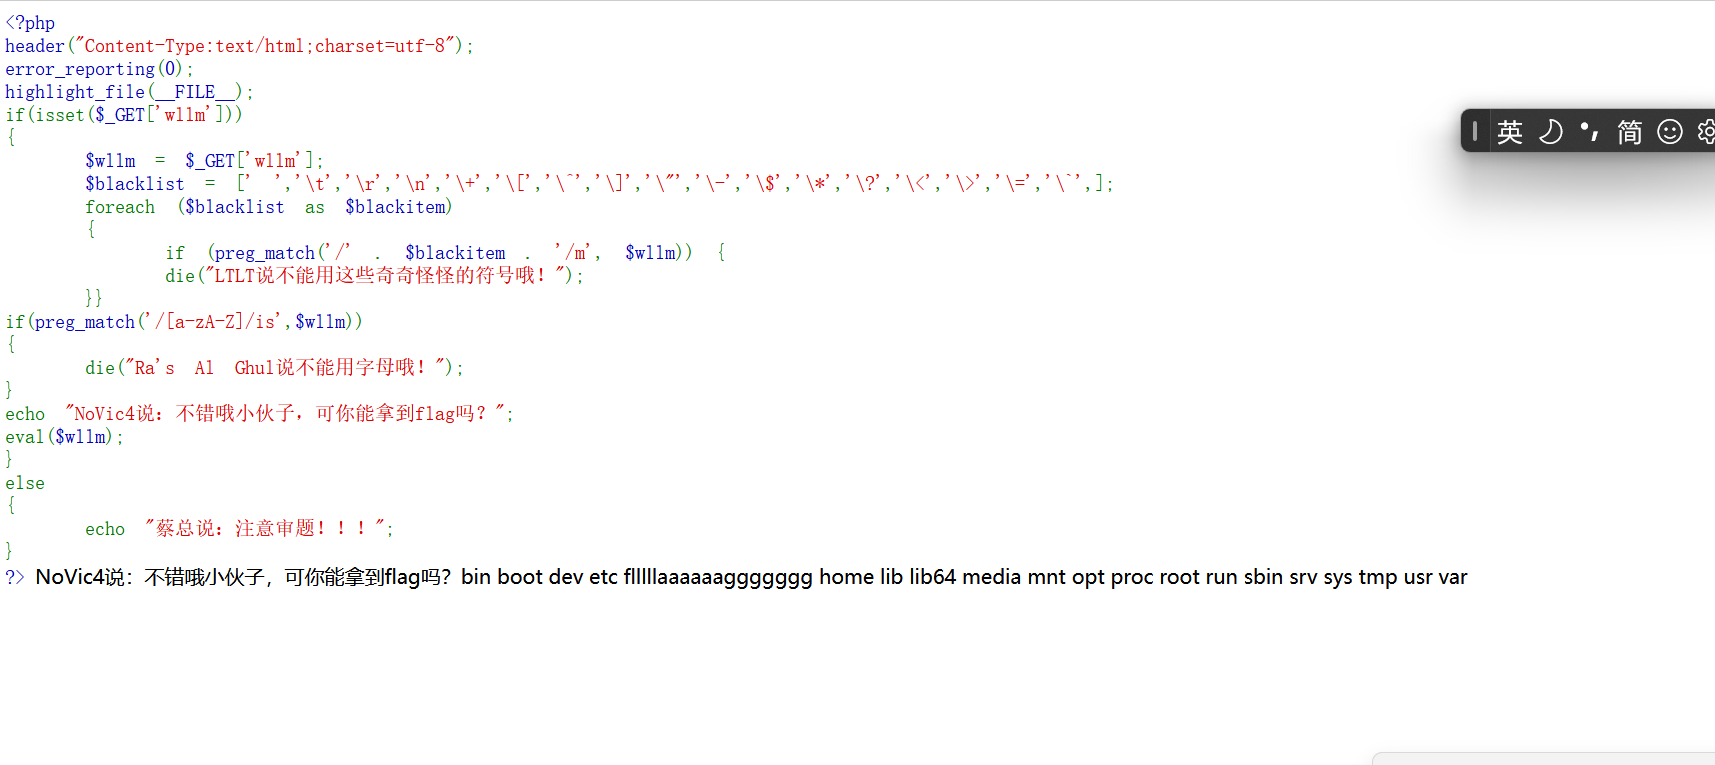 <?php
header("Content-Type:text/html;charset=utf-8");
error_reporting(0);
highlight_file(__FILE__);
if(isset($_GET['wllm']))
{
$wllm = $_GET['wllm'];
$blacklist = [' ','\t','\r','\n','\+','\[','\^','\]','\"','\-','\$','\*','\?','\<','\>','\=','\`',];
foreach ($blacklist as $blackitem)
{
if (preg_match('/' . $blackitem . '/m', $wllm)) {
die("LTLT说不能用这些奇奇怪怪的符号哦！");
}}
if(preg_match('/[a-zA-Z]/is',$wllm))
{
die("Ra's Al Ghul说不能用字母哦！");
}
echo "NoVic4说：不错哦小伙子，可你能拿到flag吗？";
eval($wllm);
}
else
{
echo "蔡总说：注意审题！！！";
}
?> NoVic4说：不错哦小伙子，可你能拿到flag吗？bin boot dev etc flllllaaaaaaggggggg home lib lib64 media mnt opt proc root run sbin srv sys tmp usr var
英 简